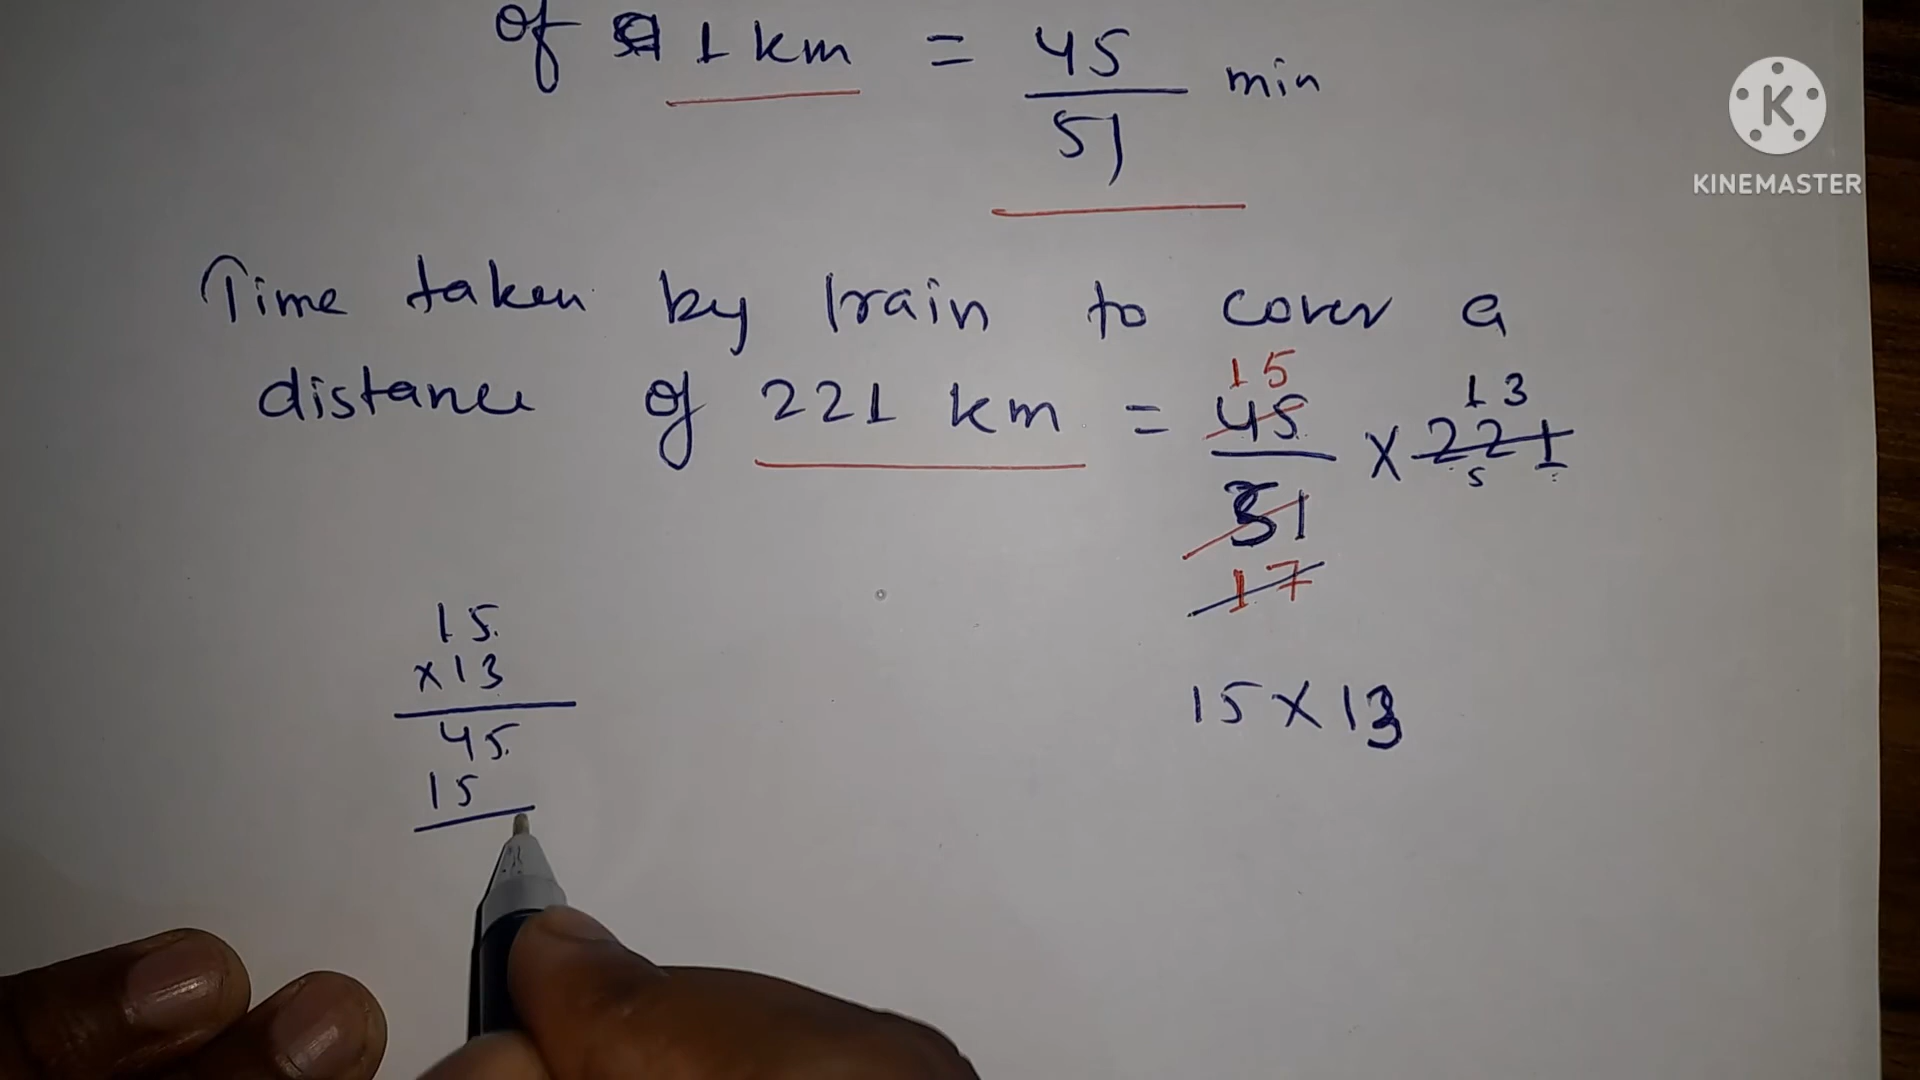 of 1 km = 45
51 min
K
KINEMASTER
Time taken by train to cover a
distance of 221 km = 45 × 221
15
13
5
51
17
15
×13
45
15
15 × 13